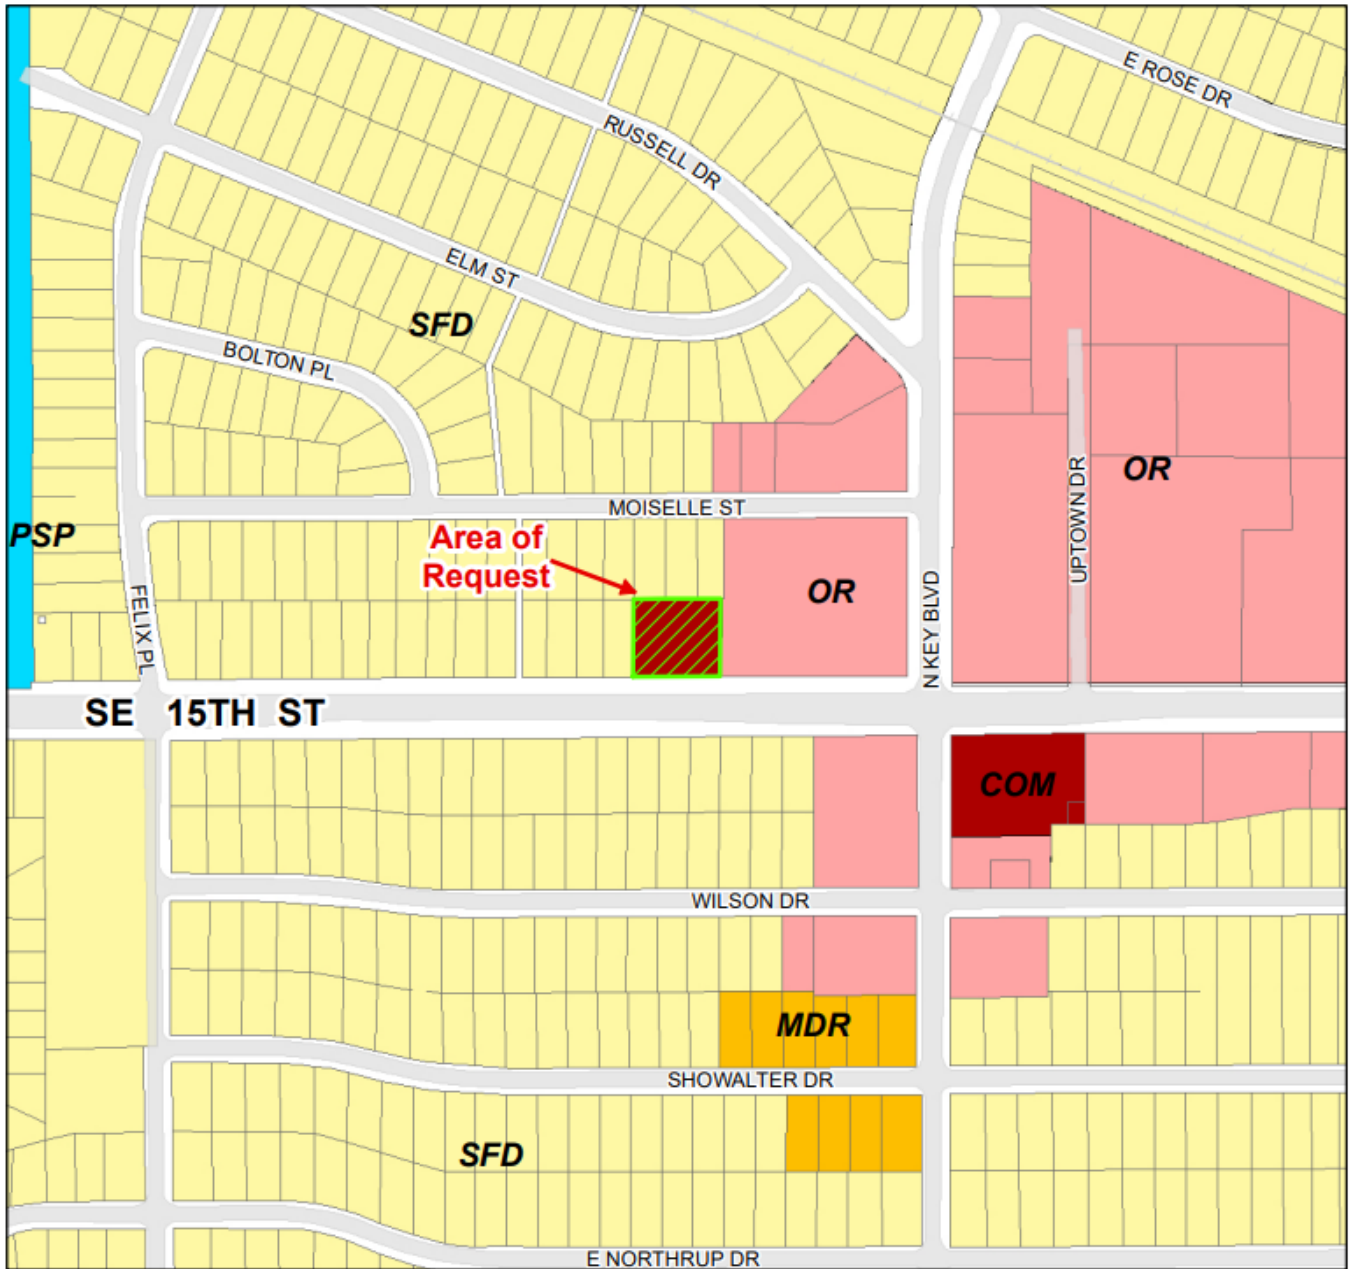 E ROSE DR
RUSSELL DR
ELM ST
SFD
BOLTON PL
OR
UPTOWN DR
MOISELLE ST
PSP
Area of
Request
OR
FELIX PL
N KEY BLVD
SE 15TH ST
COM
WILSON DR
MDR
SHOWALTER DR
SFD
E NORTHRUP DR